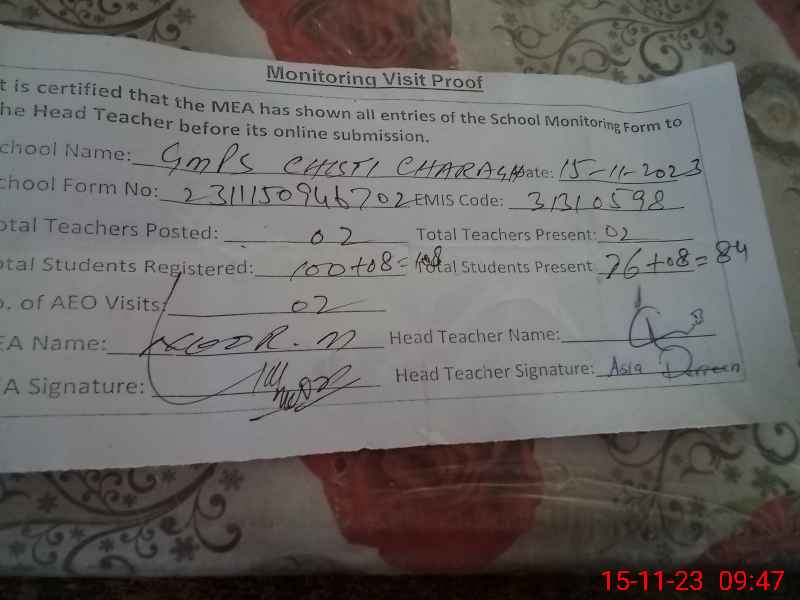 Monitoring Visit Proof
t is certified that the MEA has shown all entries of the School Monitoring Form to
he Head Teacher before its online submission.
chool Name: GMPS CHISTI CHARAGH Date: 15-11-2023
chool Form No: 2311150946702 EMIS Code: 31310598
otal Teachers Posted: 02 Total Teachers Present: 02
otal Students Registered: 100+08=108 Total Students Present 76+08=84
o. of AEO Visits: 02
EA Name: NOOR. M Head Teacher Name:
EA Signature: Head Teacher Signature: Asia
15-11-23 09:47